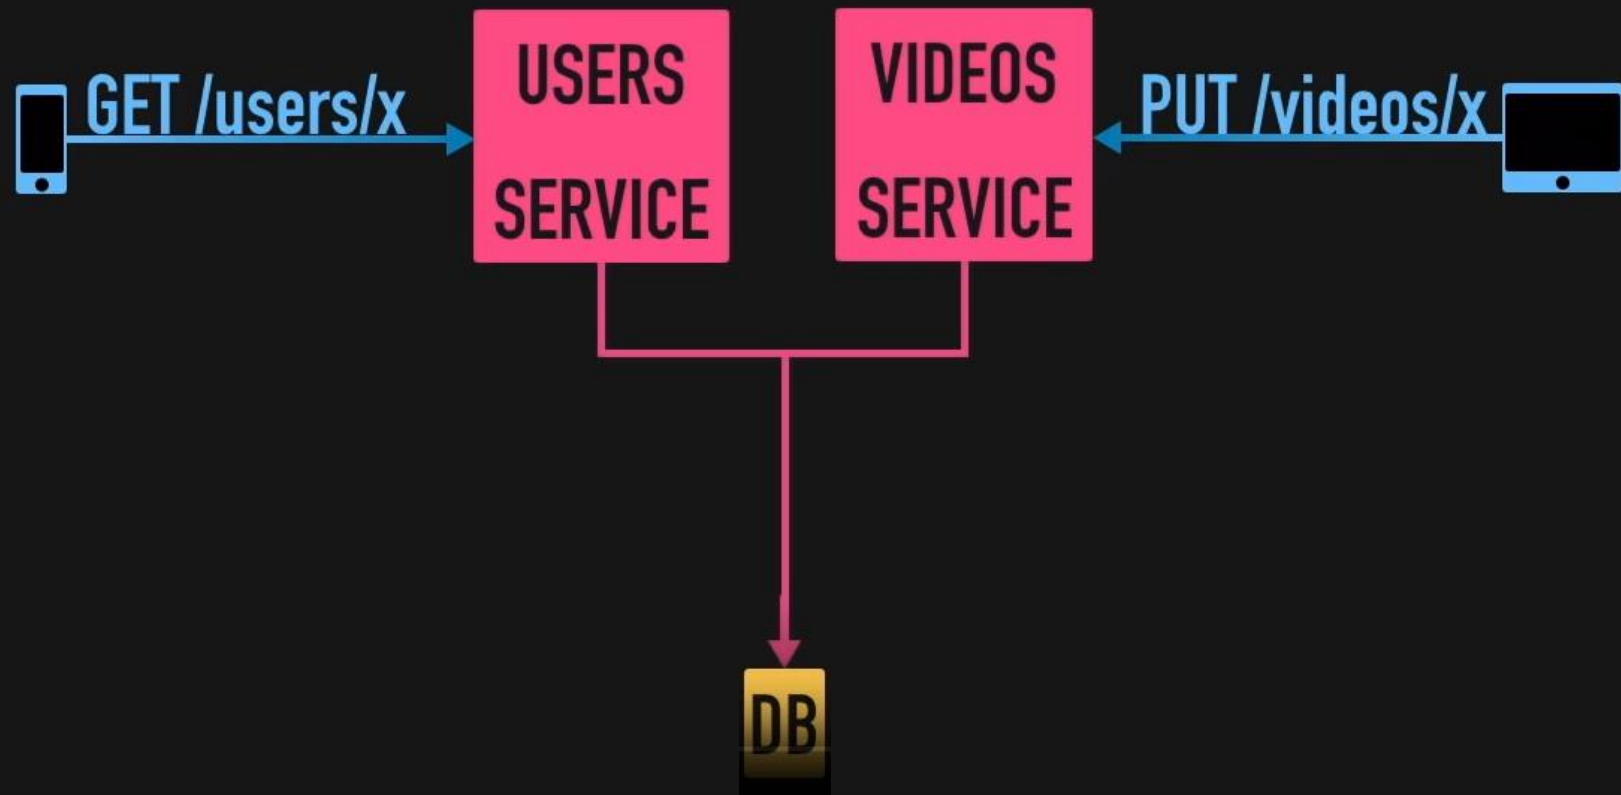 GET /users/x
USERS
SERVICE
VIDEOS
SERVICE
PUT /videos/x
DB